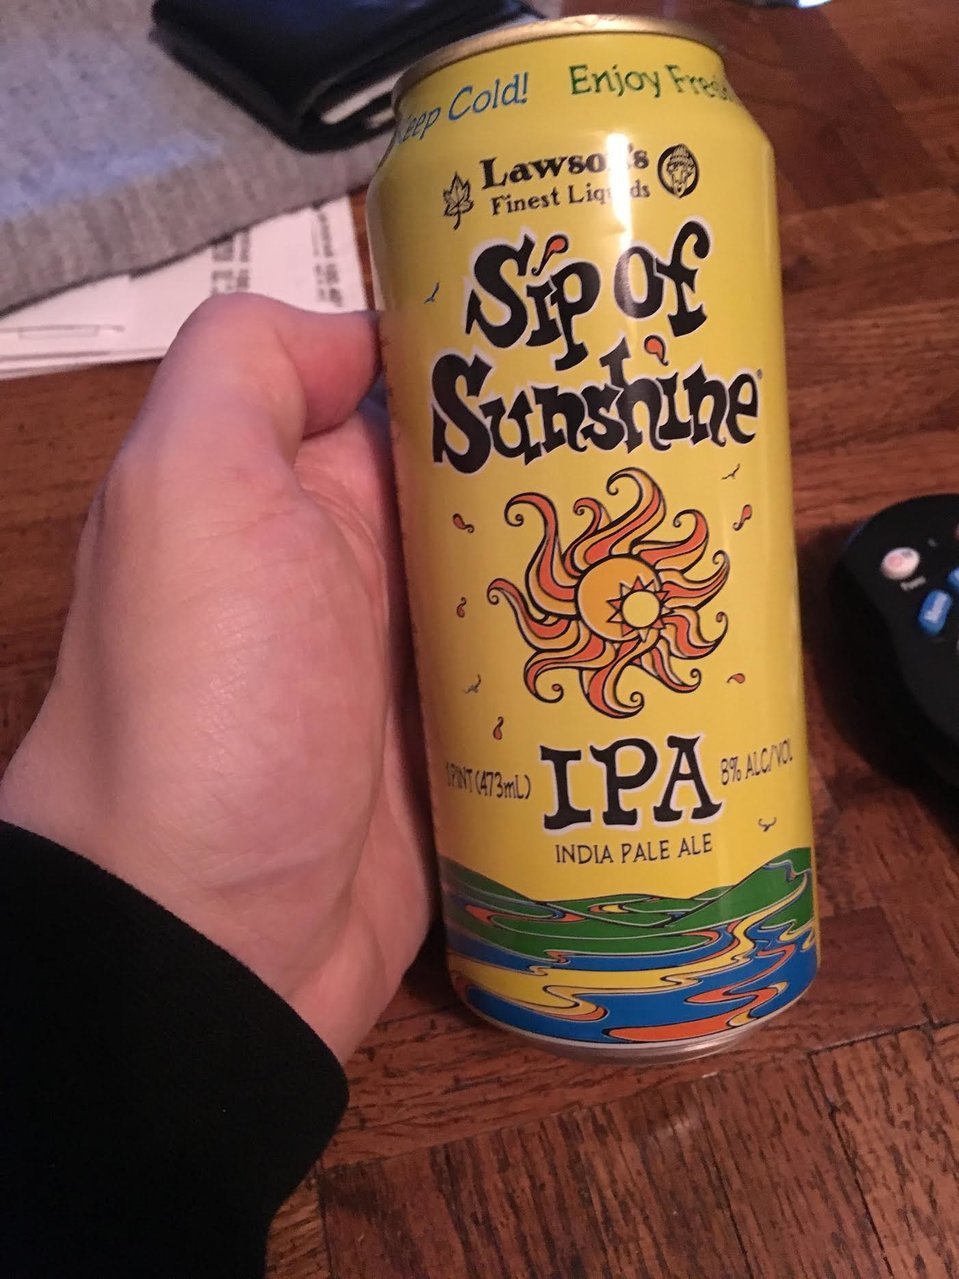 Keep Cold! Enjoy Fresh
Lawson's
Finest Liquids
Sip of
Sunshine®
IPA
1 PINT (473mL)
8% ALC/VOL
INDIA PALE ALE